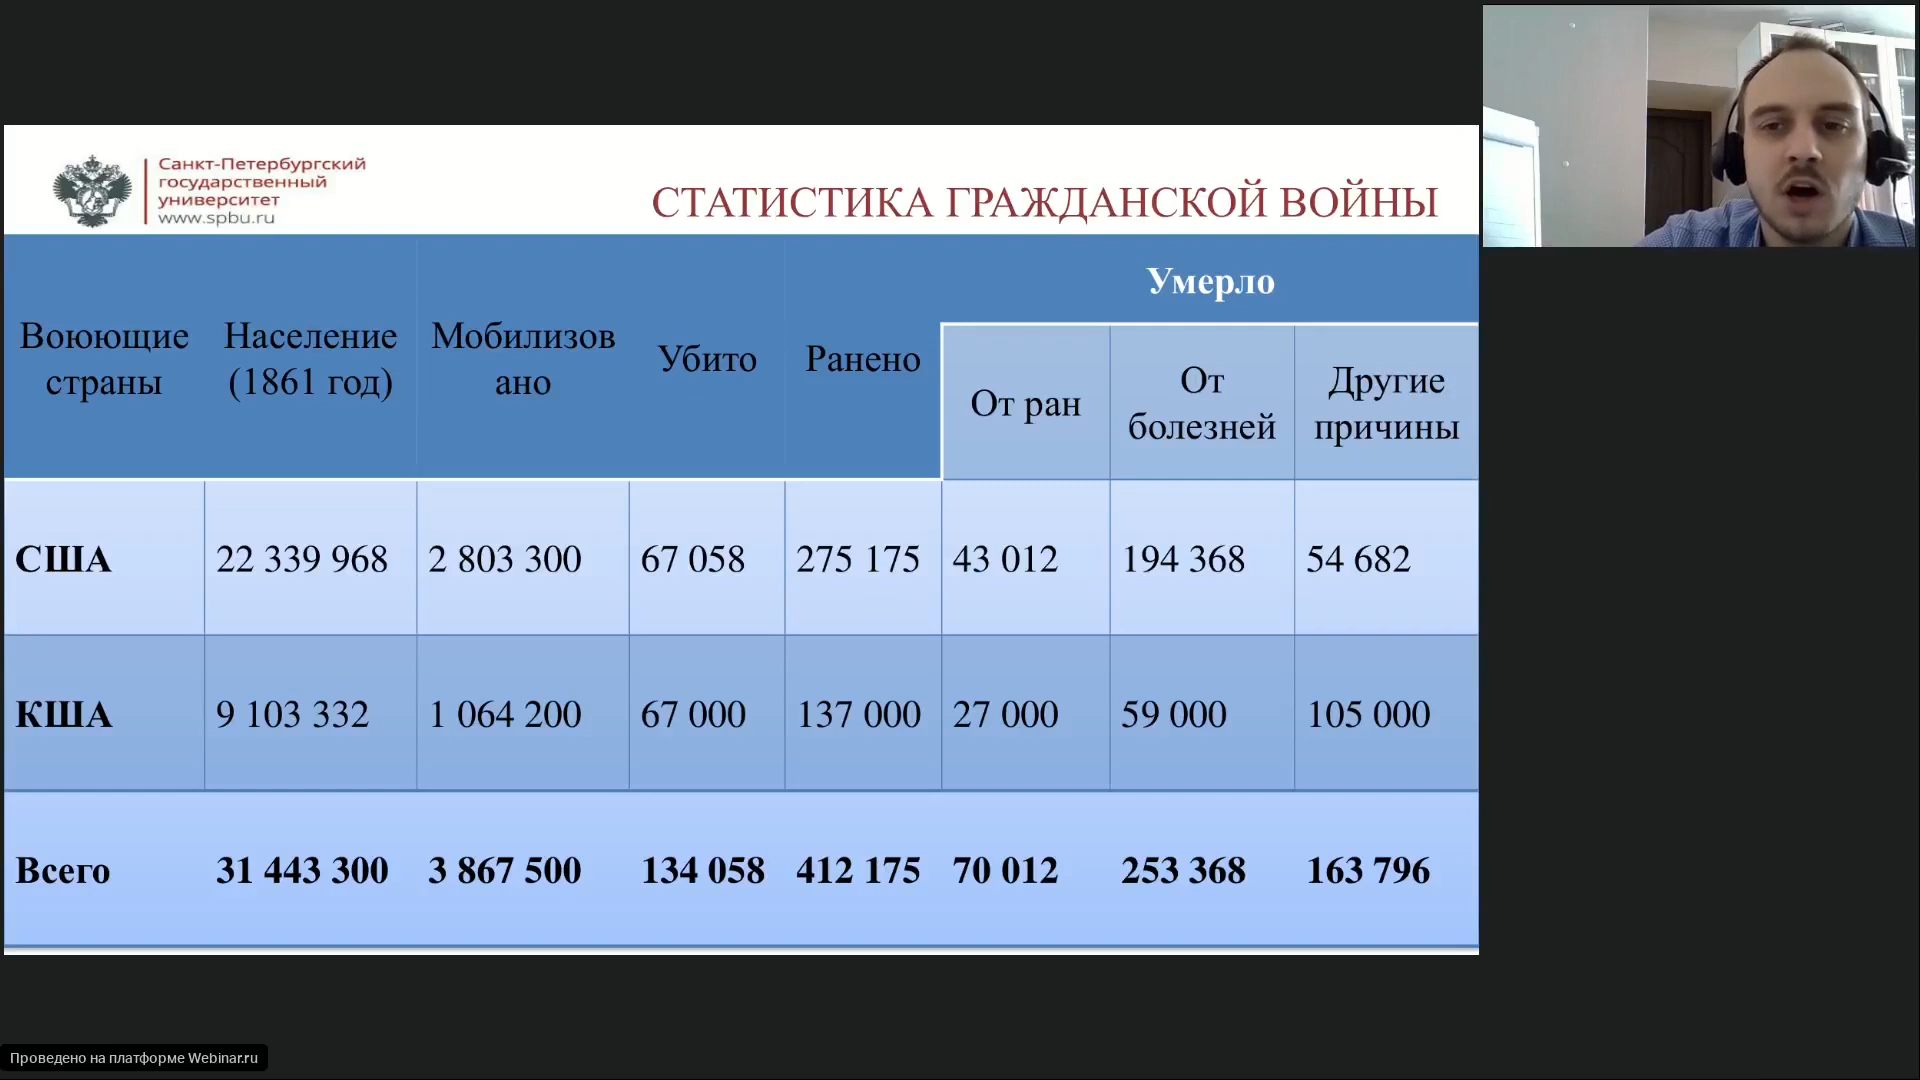 Санкт-Петербургский
государственный
университет
www.spbu.ru
СТАТИСТИКА ГРАЖДАНСКОЙ ВОЙНЫ
Воюющие
страны
Население
(1861 год)
Мобилизов
ано
Убито
Ранено
Умерло
От ран
От
болезней
Другие
причины
США 22 339 968 2 803 300 67 058 275 175 43 012 194 368 54 682
КША 9 103 332 1 064 200 67 000 137 000 27 000 59 000 105 000
Всего 31 443 300 3 867 500 134 058 412 175 70 012 253 368 163 796
Проведено на платформе Webinar.ru